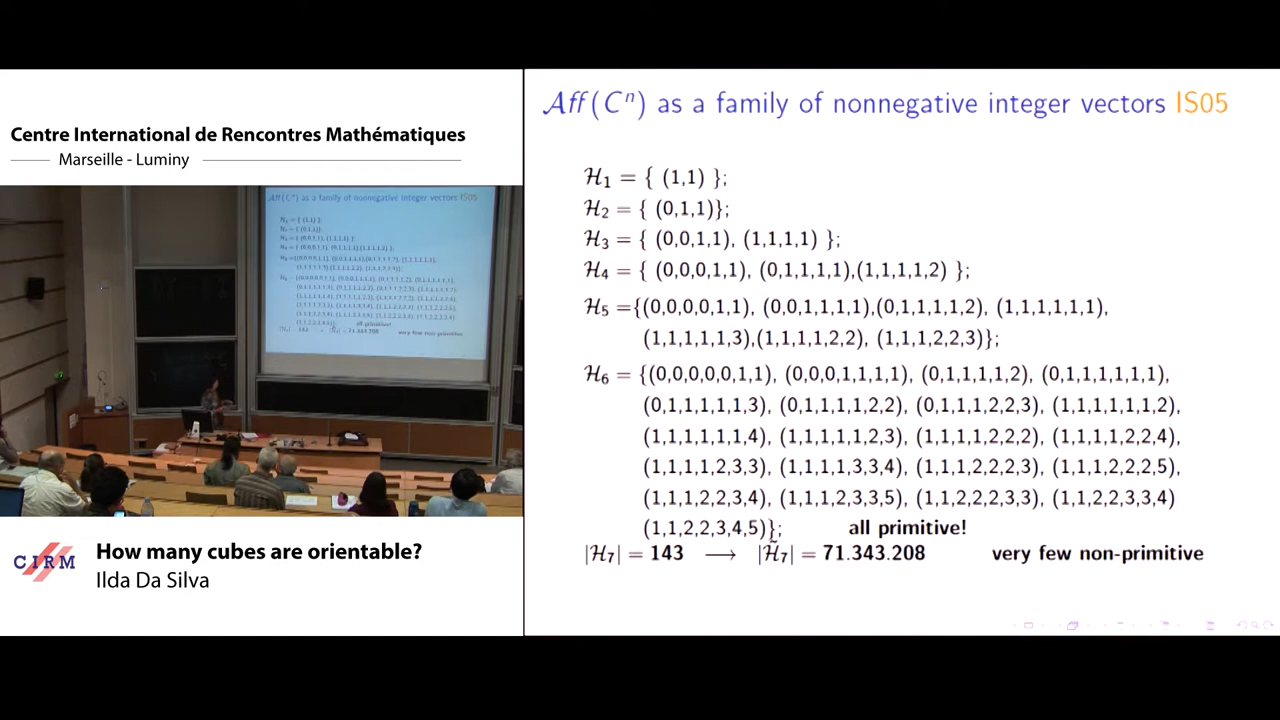 Centre International de Rencontres Mathématiques
Marseille - Luminy
CIRM
How many cubes are orientable?
Ilda Da Silva
Aff(Cⁿ) as a family of nonnegative integer vectors IS05
ℋ₁ = { (1,1) };
ℋ₂ = { (0,1,1)};
ℋ₃ = { (0,0,1,1), (1,1,1,1) };
ℋ₄ = { (0,0,0,1,1), (0,1,1,1,1),(1,1,1,1,2) };
ℋ₅ ={(0,0,0,0,1,1), (0,0,1,1,1,1),(0,1,1,1,1,2), (1,1,1,1,1,1),
(1,1,1,1,1,3),(1,1,1,1,2,2), (1,1,1,2,2,3)};
ℋ₆ = {(0,0,0,0,0,1,1), (0,0,0,1,1,1,1), (0,1,1,1,1,2), (0,1,1,1,1,1,1),
(0,1,1,1,1,1,3), (0,1,1,1,1,2,2), (0,1,1,1,2,2,3), (1,1,1,1,1,1,2),
(1,1,1,1,1,1,4), (1,1,1,1,1,2,3), (1,1,1,1,2,2,2), (1,1,1,1,2,2,4),
(1,1,1,1,2,3,3), (1,1,1,1,3,3,4), (1,1,1,2,2,2,3), (1,1,1,2,2,2,5),
(1,1,1,2,2,3,4), (1,1,1,2,3,3,5), (1,1,2,2,2,3,3), (1,1,2,2,3,3,4)
(1,1,2,2,3,4,5)}; all primitive!
|ℋ₇| = 143 ⟶ |ℋ̃₇| = 71.343.208 very few non-primitive